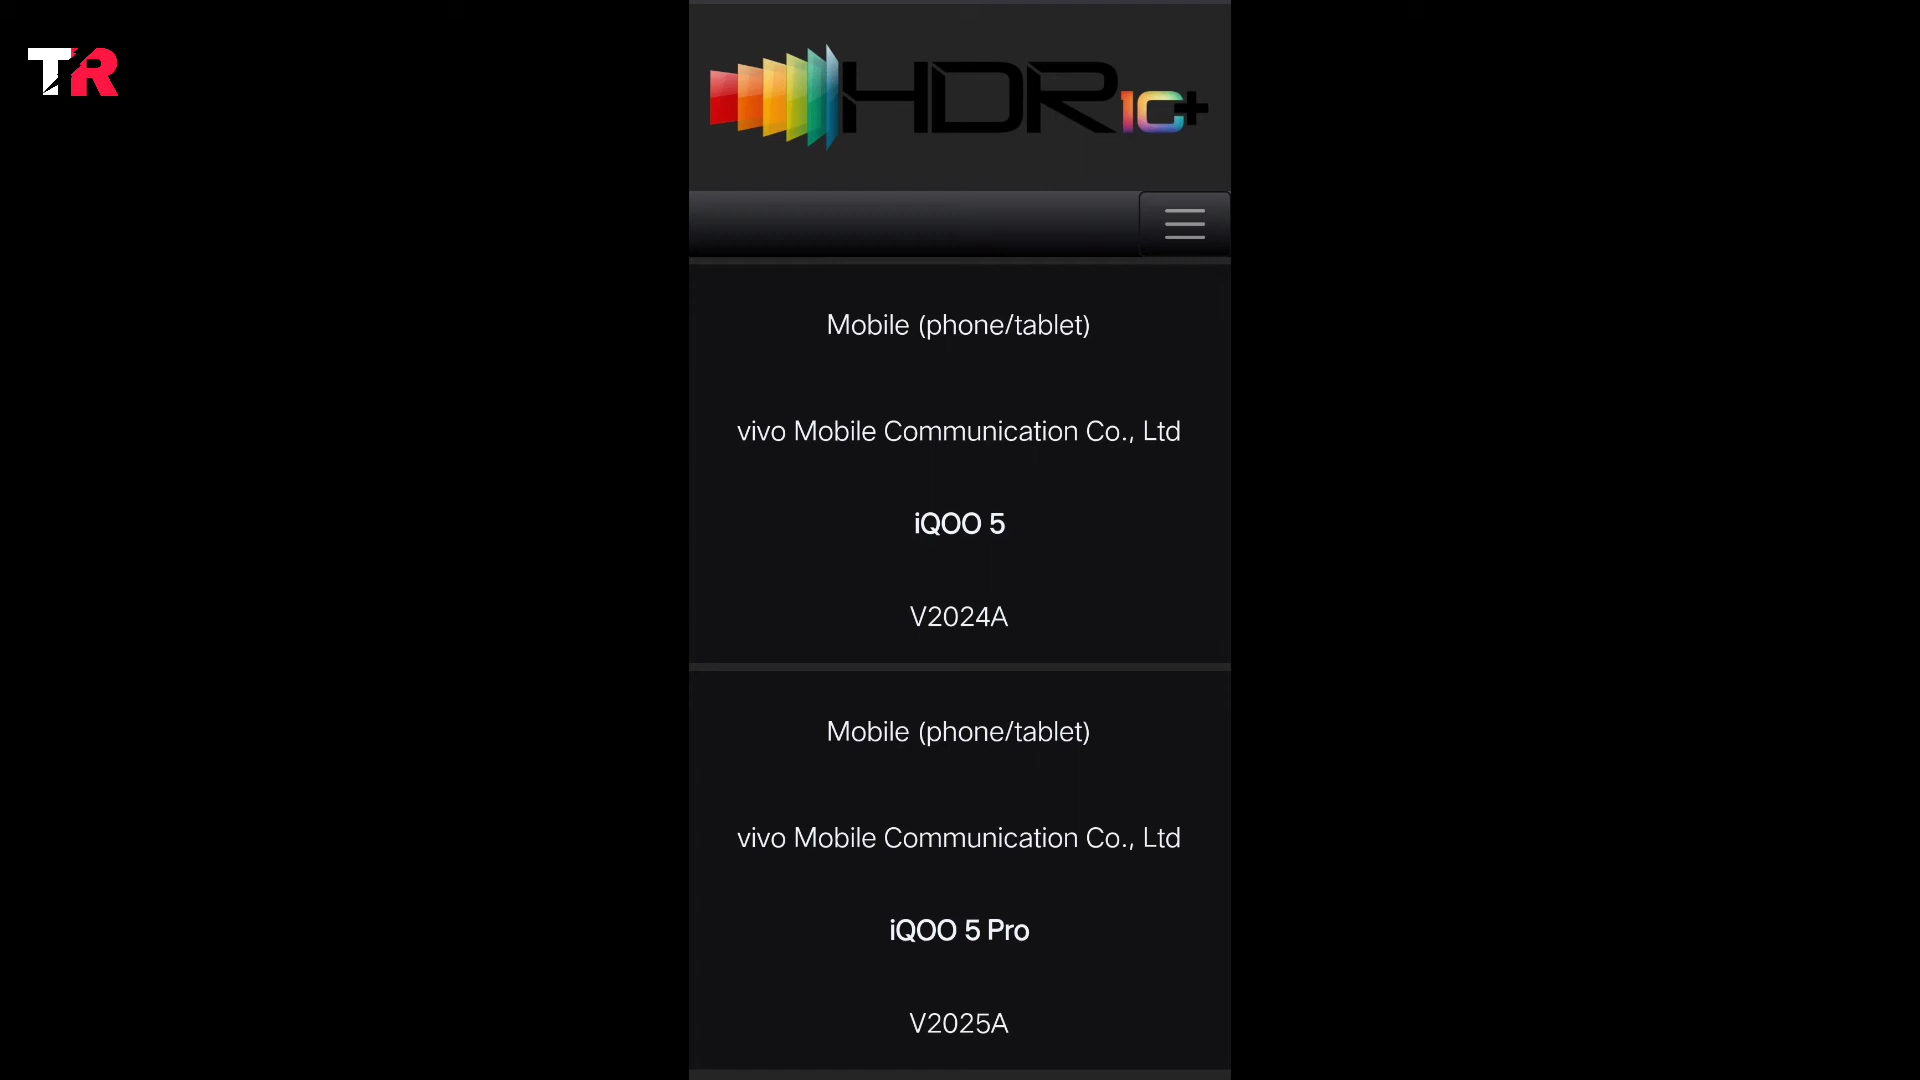 TR
HDR10+
Mobile (phone/tablet)
vivo Mobile Communication Co., Ltd
iQOO 5
V2024A
Mobile (phone/tablet)
vivo Mobile Communication Co., Ltd
iQOO 5 Pro
V2025A